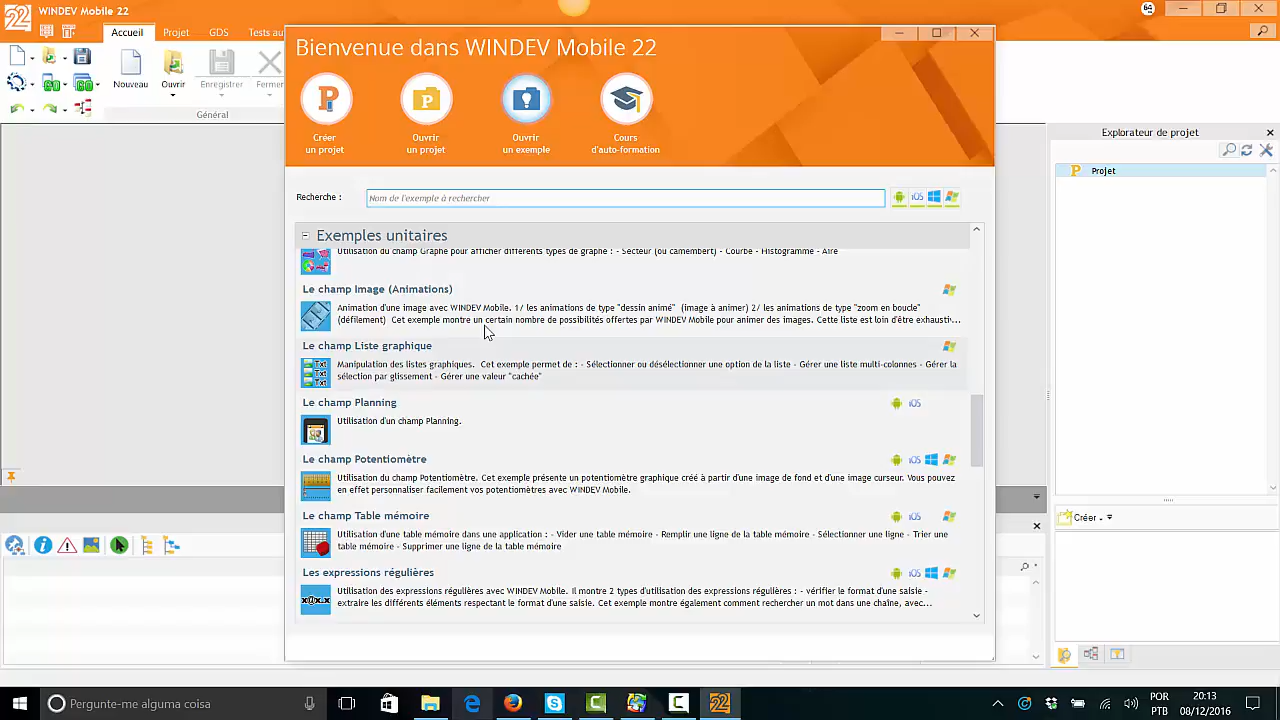 22
WINDEV Mobile 22
64
Accueil
Projet
GDS
Tests au
Nouveau
Ouvrir
Enregistrer
Fermer
Général
Bienvenue dans WINDEV Mobile 22
Créer
un projet
Ouvrir
un projet
Ouvrir
un exemple
Cours
d'auto-formation
Recherche :
Nom de l'exemple à rechercher
iOS
Exemples unitaires
Utilisation du champ Graphe pour afficher différents types de graphe : - Secteur (ou camembert) - Courbe - Histogramme - Aire
Le champ Image (Animations)
Animation d'une image avec WINDEV Mobile. 1/ les animations de type "dessin animé" (image à animer) 2/ les animations de type "zoom en boucle"
(défilement) Cet exemple montre un certain nombre de possibilités offertes par WINDEV Mobile pour animer des images. Cette liste est loin d'être exhausti...
Le champ Liste graphique
Manipulation des listes graphiques. Cet exemple permet de : - Sélectionner ou désélectionner une option de la liste - Gérer une liste multi-colonnes - Gérer la
sélection par glissement - Gérer une valeur "cachée"
Le champ Planning
iOS
Utilisation d'un champ Planning.
Le champ Potentiomètre
iOS
Utilisation du champ Potentiomètre. Cet exemple présente un potentiomètre graphique créé à partir d'une image de fond et d'une image curseur. Vous pouvez
en effet personnaliser facilement vos potentiomètres avec WINDEV Mobile.
Le champ Table mémoire
iOS
Utilisation d'une table mémoire dans une application : - Vider une table mémoire - Remplir une ligne de la table mémoire - Sélectionner une ligne - Trier une
table mémoire - Supprimer une ligne de la table mémoire
Les expressions régulières
iOS
Utilisation des expressions régulières avec WINDEV Mobile. Il montre 2 types d'utilisation des expressions régulières : - vérifier le format d'une saisie -
extraire les différents éléments respectant le format d'une saisie. Cet exemple montre également comment rechercher un mot dans une chaîne, avec...
Explorateur de projet
Projet
Créer
Pergunte-me alguma coisa
22
POR
PTB
20:13
08/12/2016